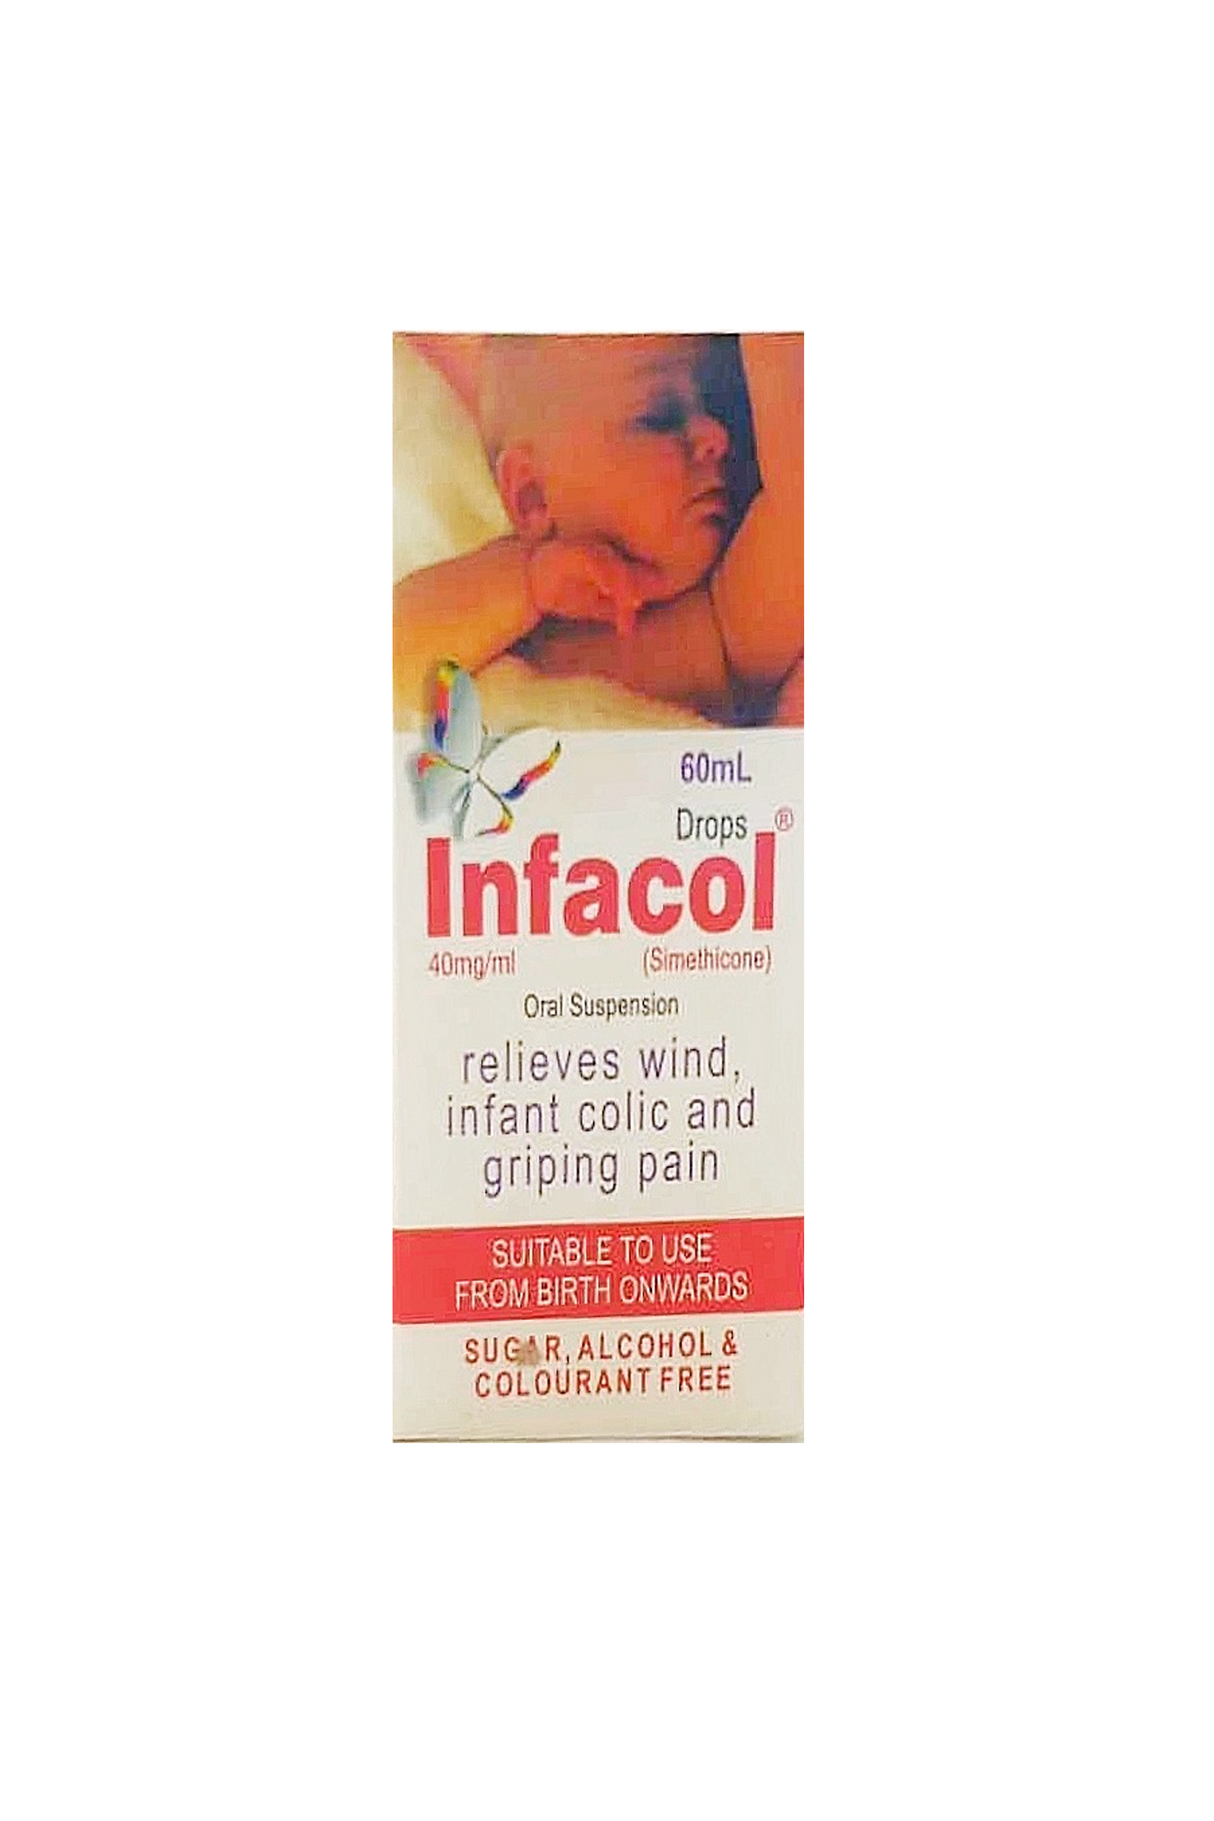 60mL
Drops
Infacol®
40mg/ml (Simethicone)
Oral Suspension
relieves wind,
infant colic and
griping pain
SUITABLE TO USE
FROM BIRTH ONWARDS
SUGAR, ALCOHOL &
COLOURANT FREE